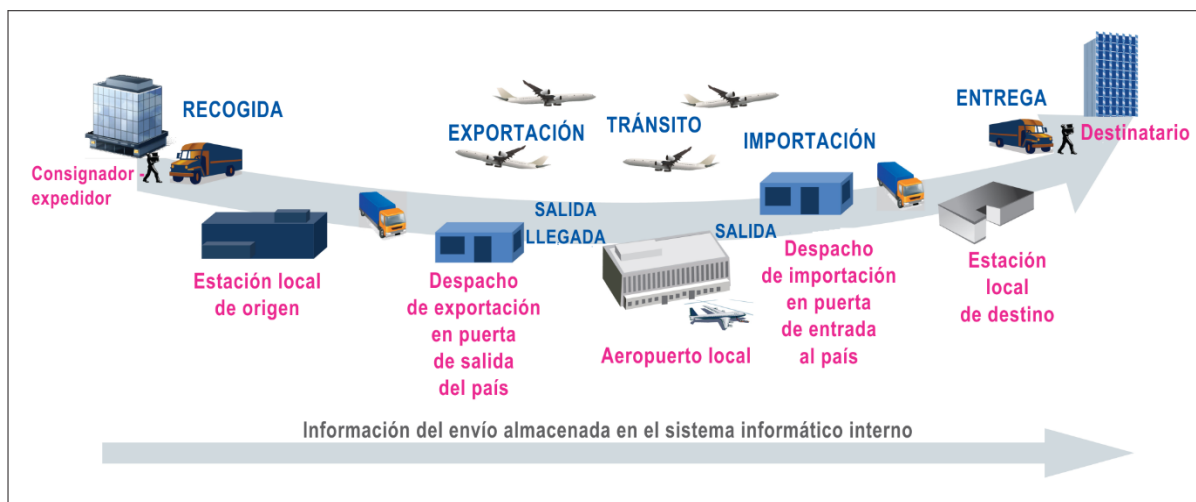 RECOGIDA
EXPORTACIÓN
TRÁNSITO
IMPORTACIÓN
ENTREGA
Destinatario
Consignador -
expedidor
SALIDA
LLEGADA
SALIDA
Estación local
de origen
Despacho
de exportación
en puerta
de salida
del país
Aeropuerto local
Despacho
de importación
en puerta
de entrada
al país
Estación
local
de destino
Información del envío almacenada en el sistema informático interno